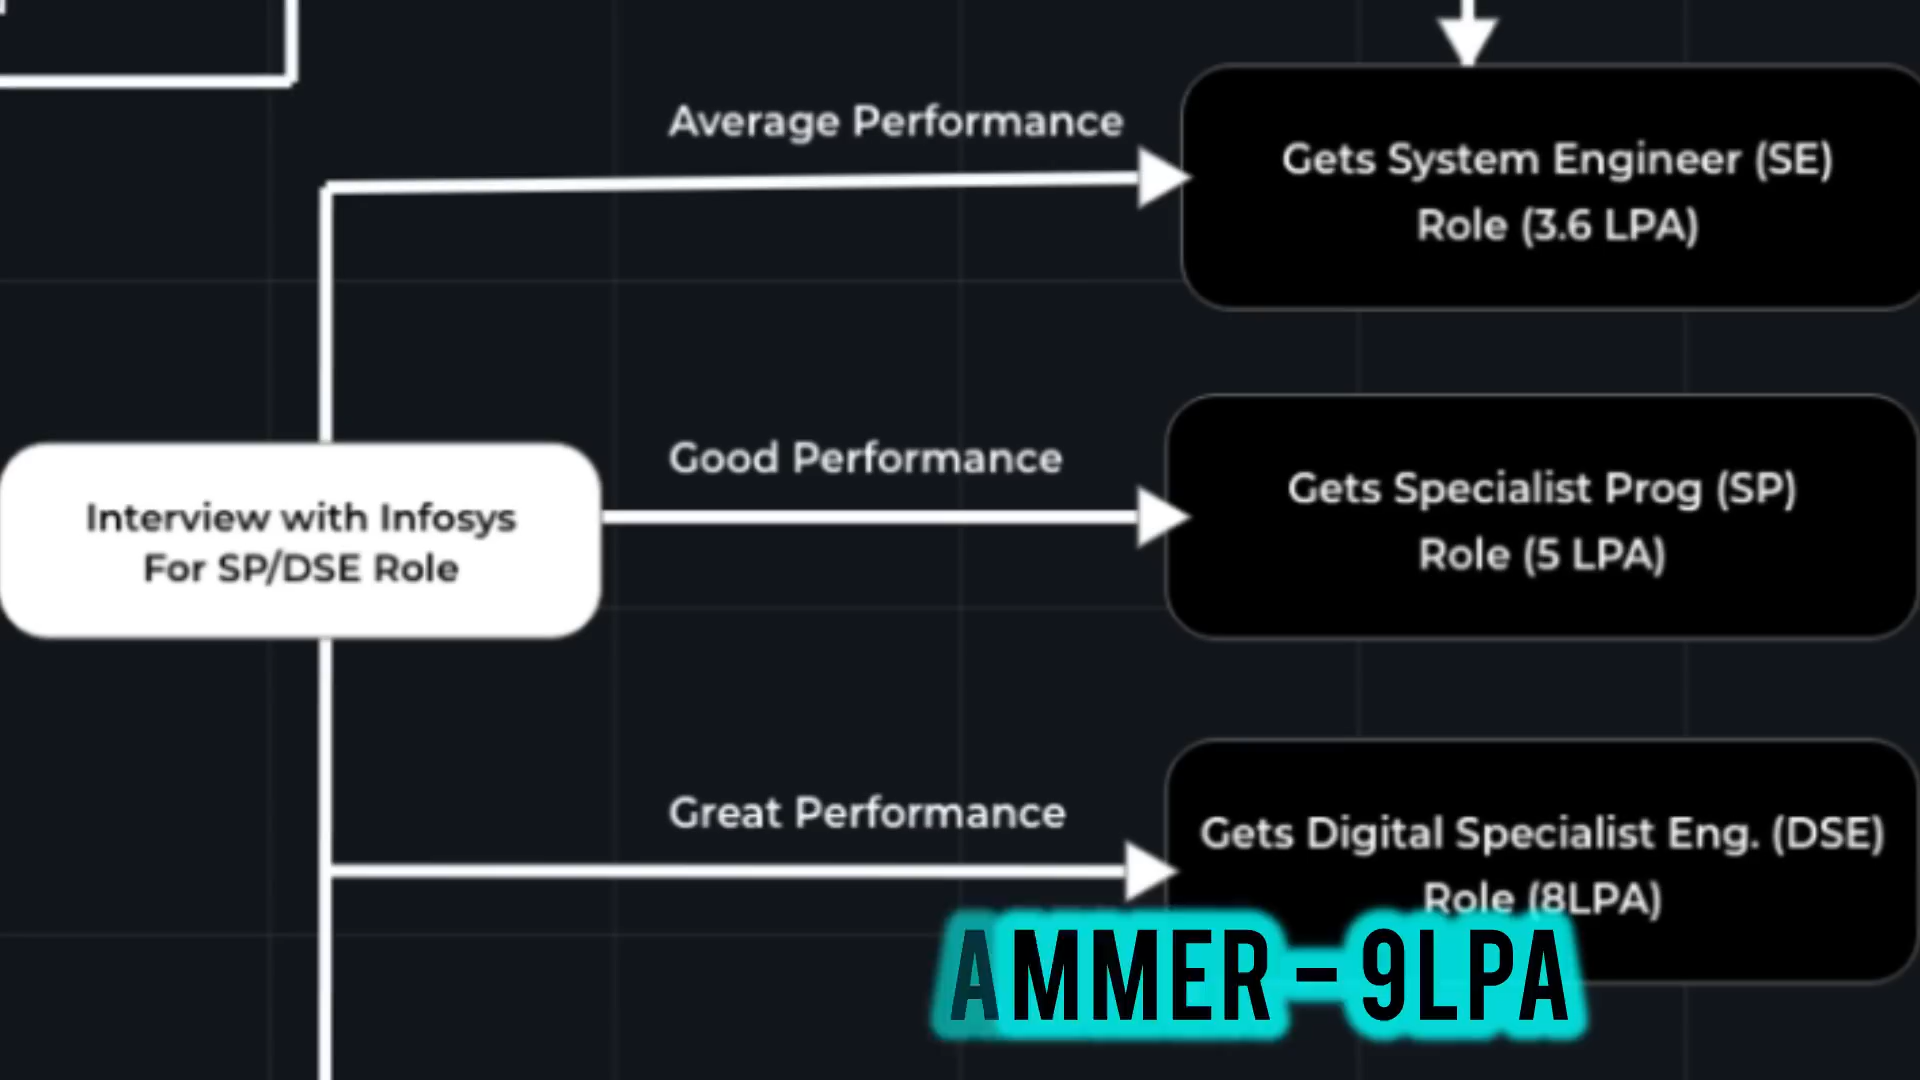 Average Performance
Gets System Engineer (SE)
Role (3.6 LPA)
Interview with Infosys
For SP/DSE Role
Good Performance
Gets Specialist Prog (SP)
Role (5 LPA)
Great Performance
Gets Digital Specialist Eng. (DSE)
Role (8LPA)
AMMER – 9LPA